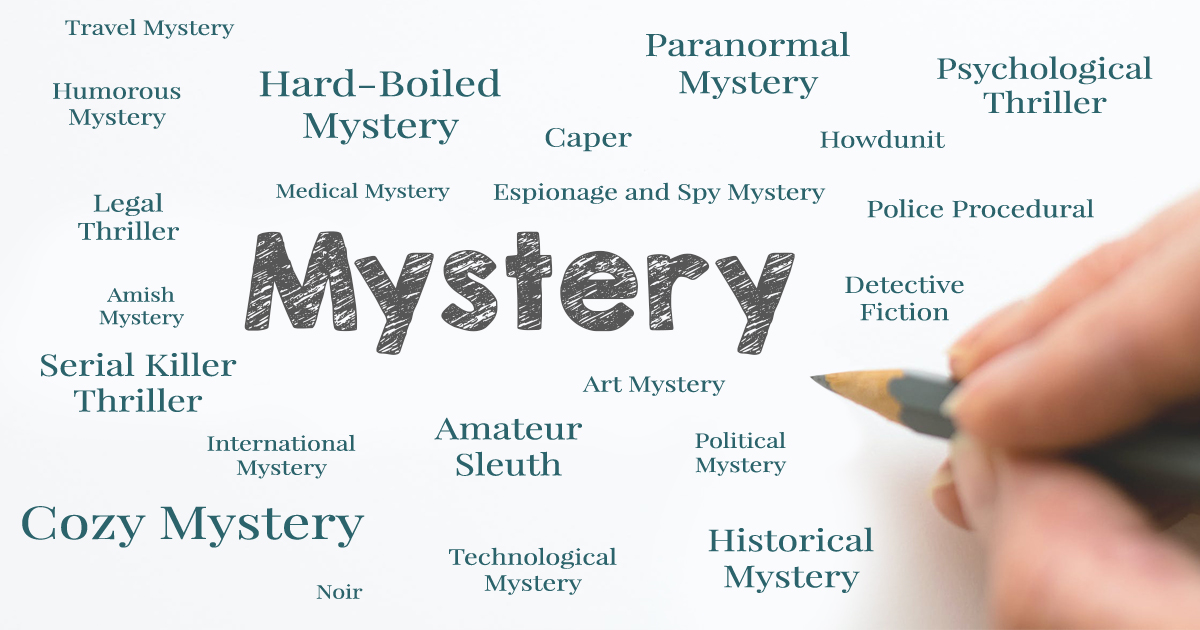 Travel Mystery
Paranormal
Mystery
Psychological
Thriller
Humorous
Mystery
Hard-Boiled
Mystery
Caper
Howdunit
Medical Mystery
Espionage and Spy Mystery
Legal
Thriller
Police Procedural
Mystery
Detective
Fiction
Amish
Mystery
Serial Killer
Thriller
Art Mystery
International
Mystery
Amateur
Sleuth
Political
Mystery
Cozy Mystery
Technological
Mystery
Historical
Mystery
Noir